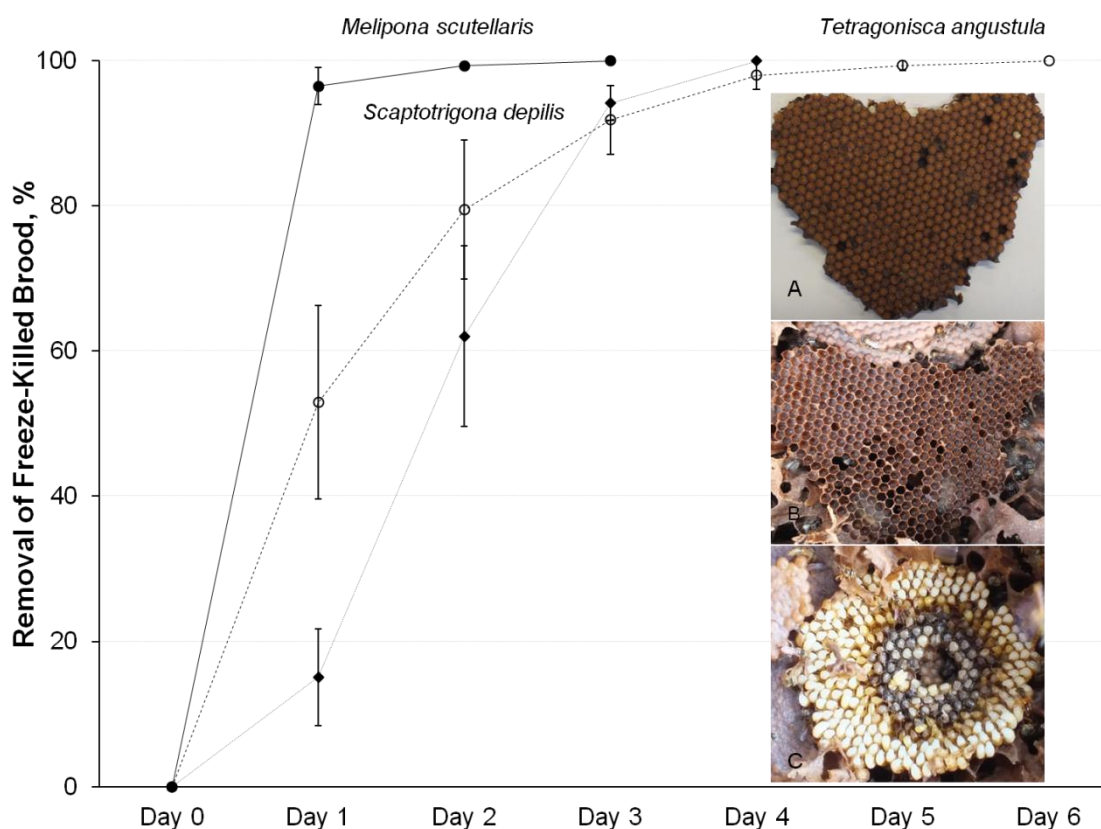 Melipona scutellaris
Tetragonisca angustula
100
Scaptotrigona depilis
80
60
40
20
0
Removal of Freeze-Killed Brood, %
A
B
C
Day 0 Day 1 Day 2 Day 3 Day 4 Day 5 Day 6